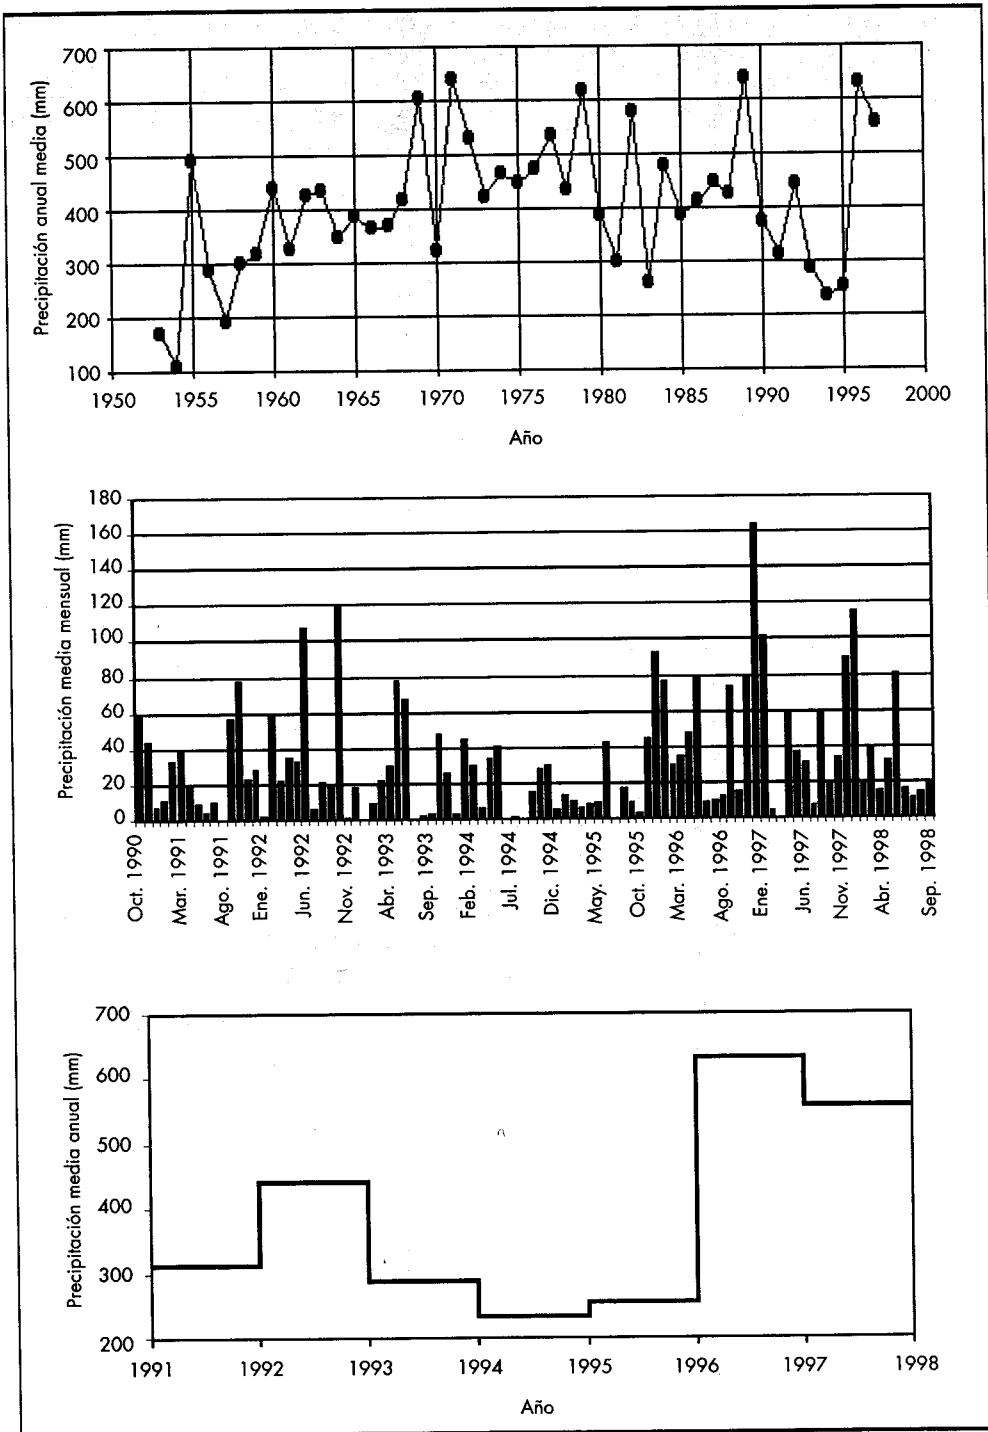 Precipitación anual media (mm)
700
600
500
400
300
200
100
1950 1955 1960 1965 1970 1975 1980 1985 1990 1995 2000
Año
Precipitación media mensual (mm)
180
160
140
120
100
80
60
40
20
0
Oct. 1990
Mar. 1991
Ago. 1991
Ene. 1992
Jun. 1992
Nov. 1992
Abr. 1993
Sep. 1993
Feb. 1994
Jul. 1994
Dic. 1994
May. 1995
Oct. 1995
Mar. 1996
Ago. 1996
Ene. 1997
Jun. 1997
Nov. 1997
Abr. 1998
Sep. 1998
Precipitación media anual (mm)
700
600
500
400
300
200
1991 1992 1993 1994 1995 1996 1997 1998
Año